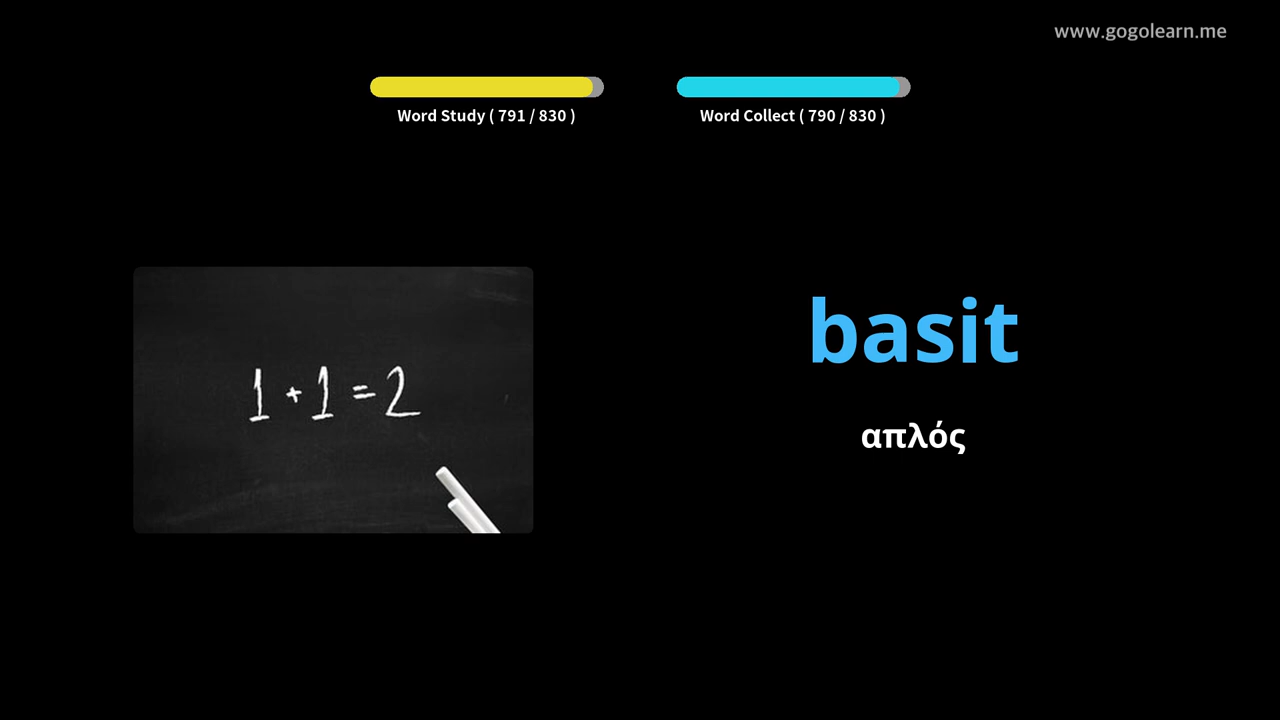 www.gogolearn.me
Word Study ( 791 / 830 )
Word Collect ( 790 / 830 )
1 + 1 = 2
basit
απλός